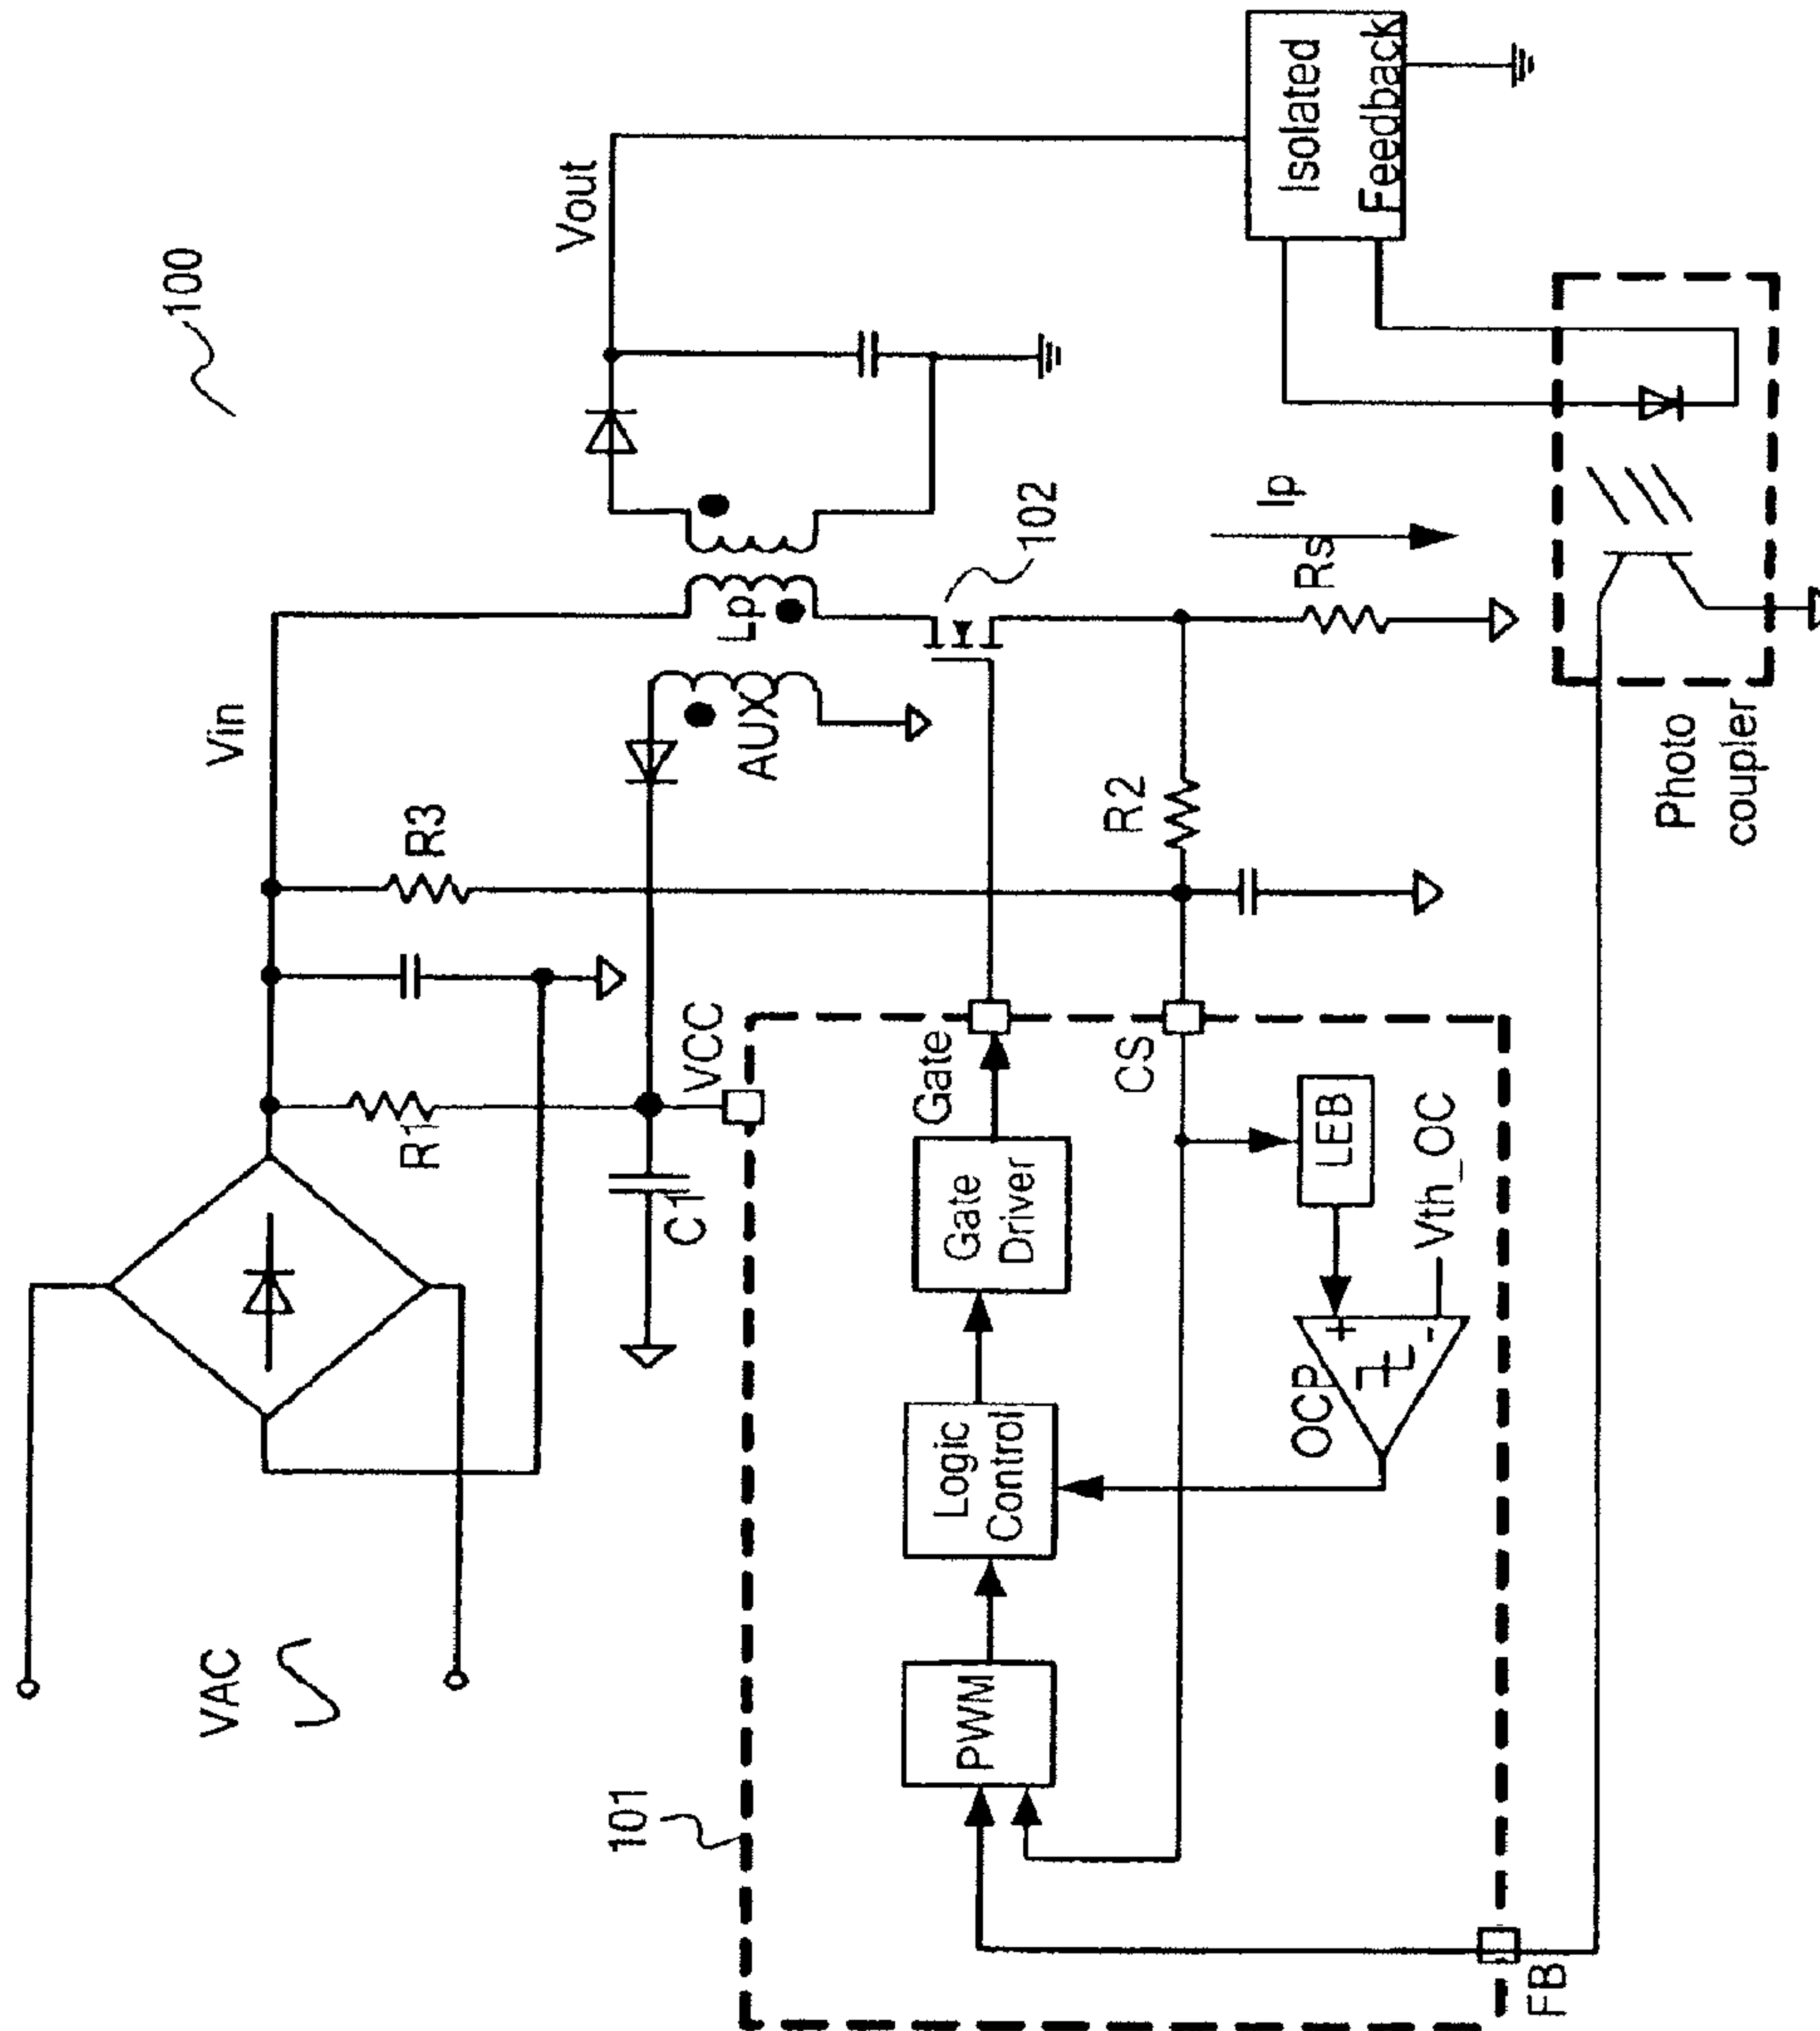 100
VAC
Vin
R1
R3
C1
VCC
AUX
Lp
Vout
102
101
Gate
PWM
Logic
Control
Gate
Driver
CS
R2
Ip
Rs
LEB
OCP
+
-
Vth_OC
FB
Photo
coupler
Isolated
Feedback